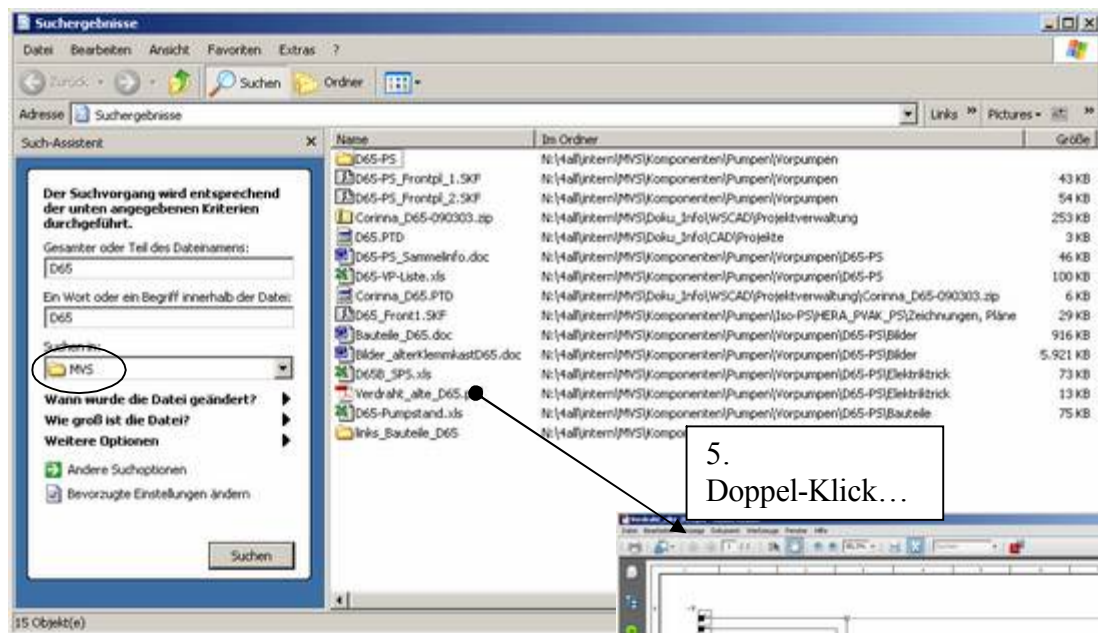 Suchergebnisse
Datei Bearbeiten Ansicht Favoriten Extras ?
Zurück Suchen Ordner
Adresse Suchergebnisse Links » Pictures »
Such-Assistent x Name Im Ordner Größe
Der Suchvorgang wird entsprechend
der unten angegebenen Kriterien
durchgeführt.
Gesamter oder Teil des Dateinamens:
D65
Ein Wort oder ein Begriff innerhalb der Datei:
D65
Suchen in:
MVS
Wann wurde die Datei geändert?
Wie groß ist die Datei?
Weitere Optionen
Andere Suchoptionen
Bevorzugte Einstellungen ändern
Suchen
D65-PS N:\4all\intern\MVS\Komponenten\Pumpen\Vorpumpen
D65-PS_Frontpl_1.SKF N:\4all\intern\MVS\Komponenten\Pumpen\Vorpumpen 43 KB
D65-PS_Frontpl_2.SKF N:\4all\intern\MVS\Komponenten\Pumpen\Vorpumpen 54 KB
Corinna_D65-090303.zip N:\4all\intern\MVS\Doku_Info\WSCAD\Projektverwaltung 253 KB
D65.PTD N:\4all\intern\MVS\Doku_Info\CAD\Projekte 3 KB
D65-PS_Sammelinfo.doc N:\4all\intern\MVS\Komponenten\Pumpen\Vorpumpen\D65-PS 46 KB
D65-VP-Liste.xls N:\4all\intern\MVS\Komponenten\Pumpen\Vorpumpen\D65-PS 100 KB
Corinna_D65.PTD N:\4all\intern\MVS\Doku_Info\WSCAD\Projektverwaltung\Corinna_D65-090303.zip 6 KB
D65_Front1.SKF N:\4all\intern\MVS\Komponenten\Pumpen\Iso-PS\HERA_PVAK_PS\Zeichnungen, Pläne 29 KB
Bauteile_D65.doc N:\4all\intern\MVS\Komponenten\Pumpen\Vorpumpen\D65-PS\Bilder 916 KB
Bilder_alterKlemmkastD65.doc N:\4all\intern\MVS\Komponenten\Pumpen\Vorpumpen\D65-PS\Bilder 5.921 KB
D65B_SPS.xls N:\4all\intern\MVS\Komponenten\Pumpen\Vorpumpen\D65-PS\Elektriktrick 73 KB
Verdraht_alte_D65.p N:\4all\intern\MVS\Komponenten\Pumpen\Vorpumpen\D65-PS\Elektriktrick 13 KB
D65-Pumpstand.xls N:\4all\intern\MVS\Komponenten\Pumpen\Vorpumpen\D65-PS\Bauteile 75 KB
links_Bauteile_D65 N:\4all\intern\MVS\Kompo
5.
Doppel-Klick…
15 Objekt(e)